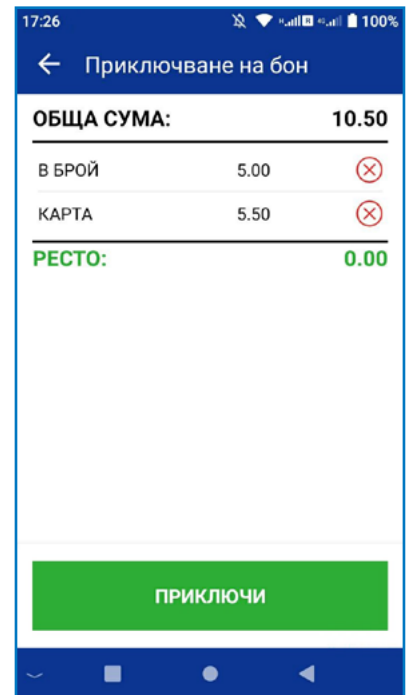 17:26 100%
Приключване на бон
ОБЩА СУМА: 10.50
В БРОЙ 5.00
КАРТА 5.50
РЕСТО: 0.00
ПРИКЛЮЧИ